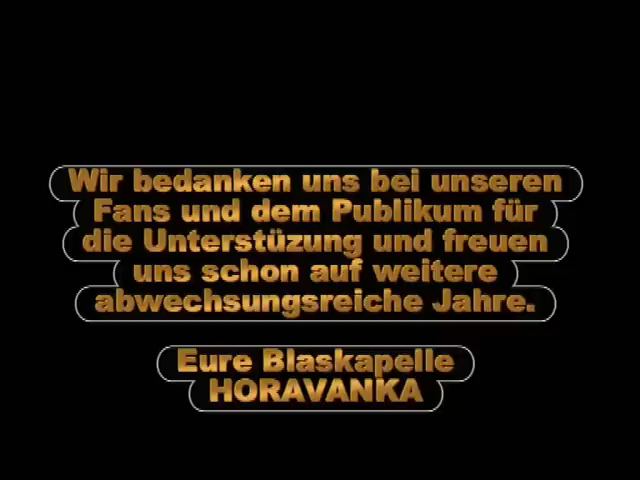 Wir bedanken uns bei unseren
Fans und dem Publikum für
die Unterstüzung und freuen
uns schon auf weitere
abwechsungsreiche Jahre.
Eure Blaskapelle
HORAVANKA